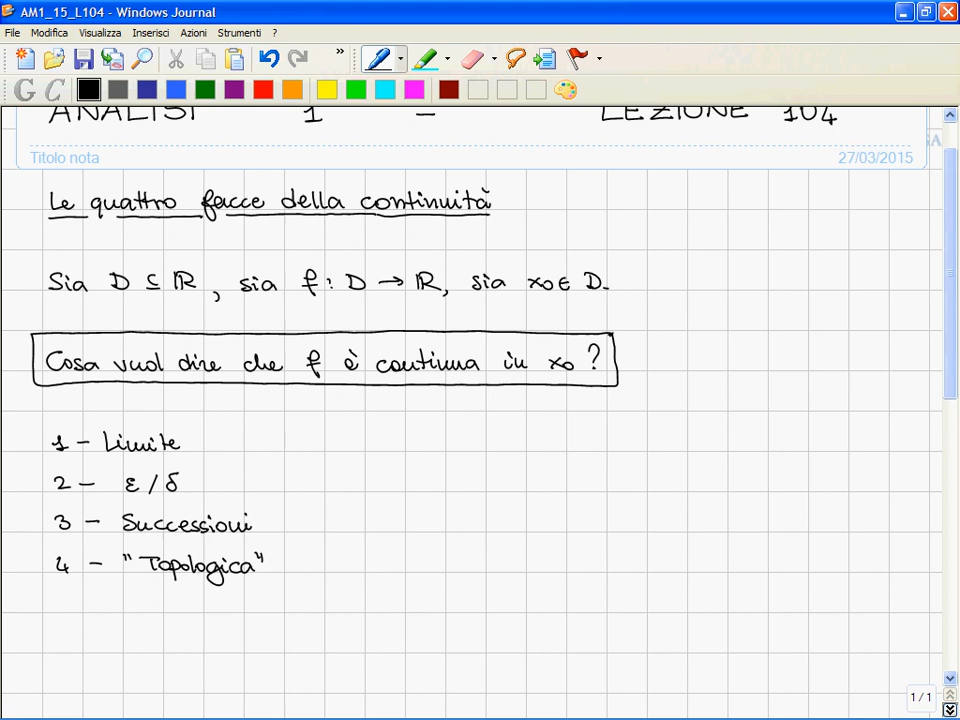 AM1_15_L104 - Windows Journal
File Modifica Visualizza Inserisci Azioni Strumenti ?
»
G C
ANALISI 1 - LEZIONE 104
Titolo nota 27/03/2015
Le quattro facce della continuità
Sia D ⊆ ℝ, sia f : D → ℝ, sia x0 ∈ D.
Cosa vuol dire che f è continua in x0 ?
1 - Limite
2 - ε / δ
3 - Successioni
4 - "Topologica"
1 / 1